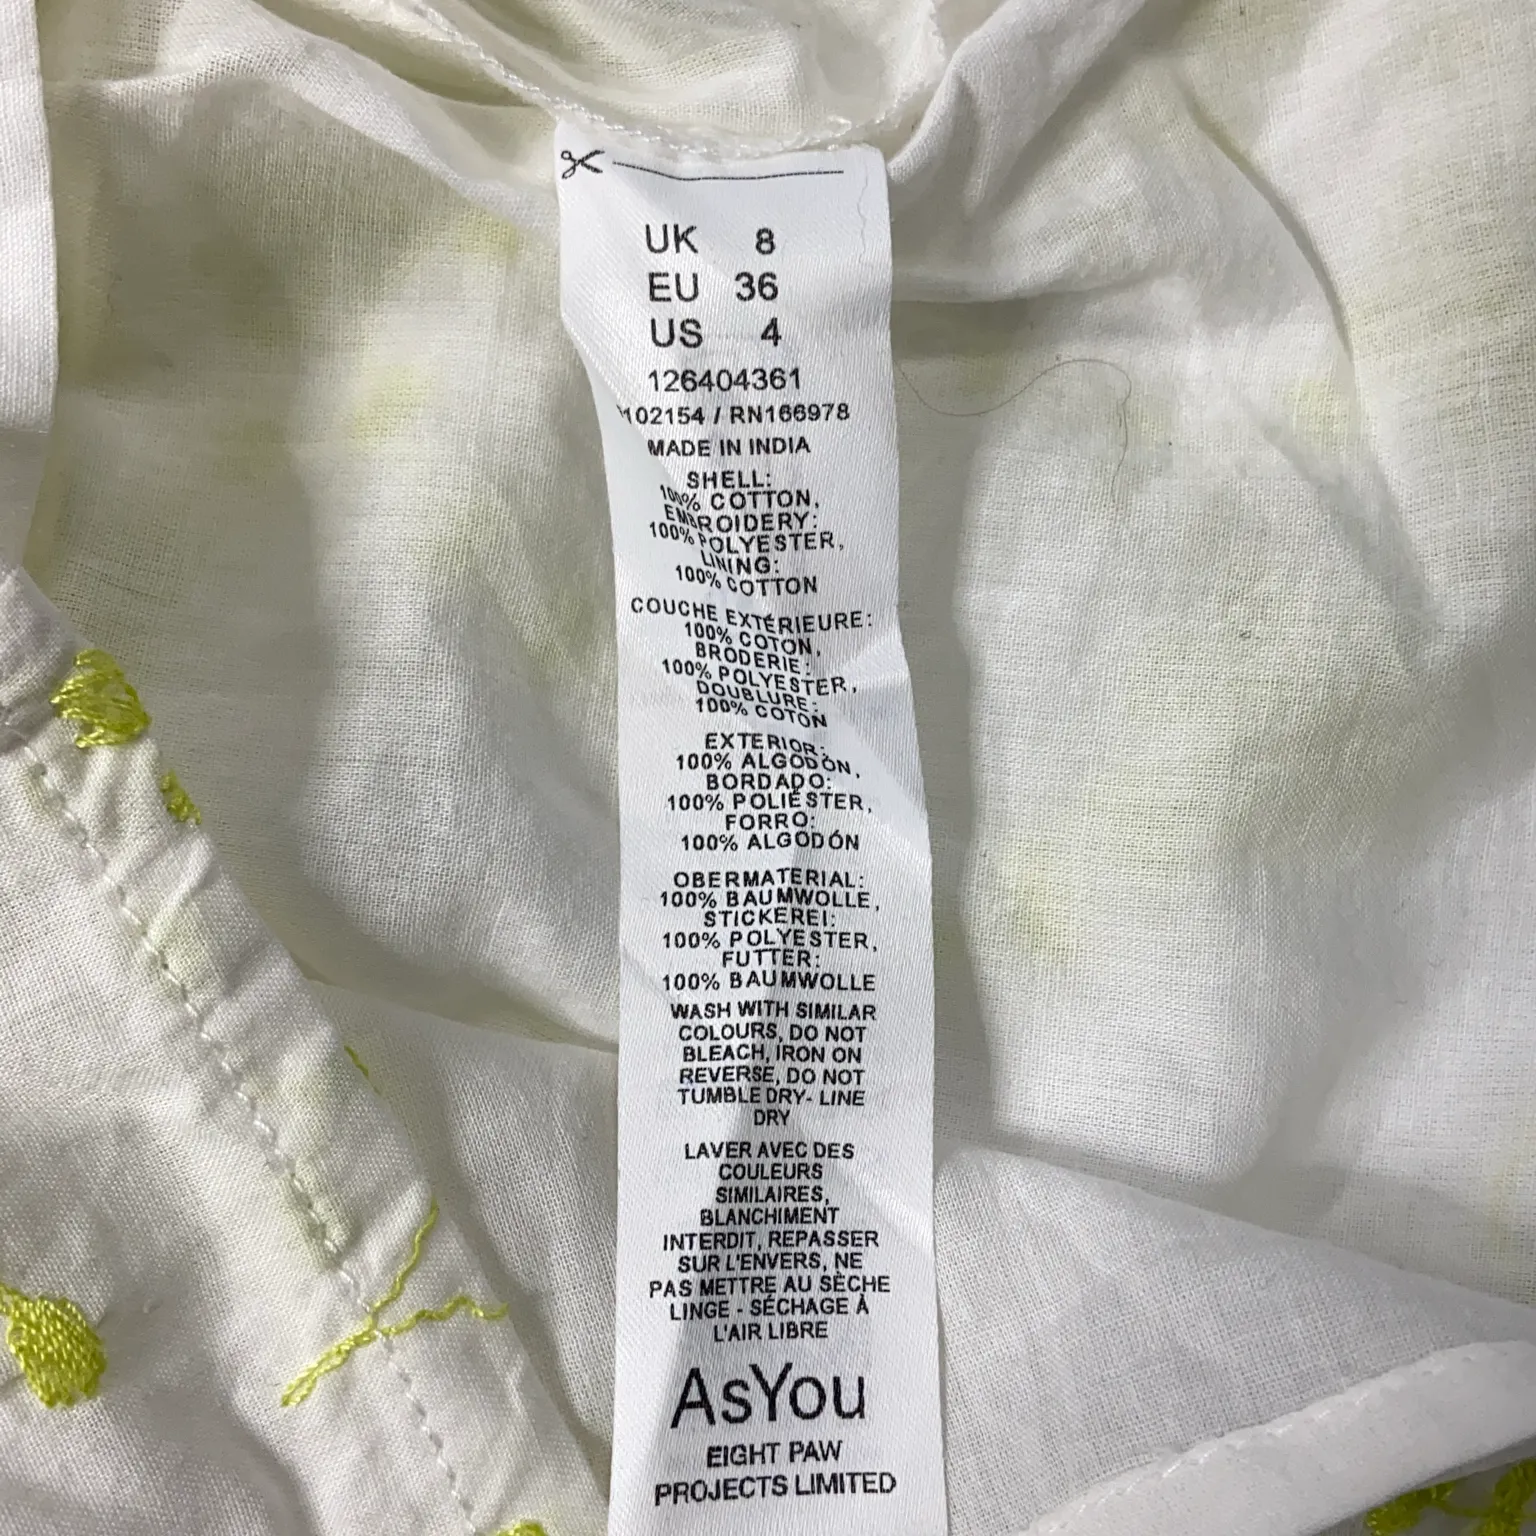 UK 8
EU 36
US 4
126404361
102154 / RN166978
MADE IN INDIA
SHELL:
100% COTTON,
EMBROIDERY:
100% POLYESTER,
LINING:
100% COTTON
COUCHE EXTÉRIEURE:
100% COTON,
BRODERIE:
100% POLYESTER,
DOUBLURE:
100% COTON
EXTERIOR:
100% ALGODÓN,
BORDADO:
100% POLIÉSTER,
FORRO:
100% ALGODÓN
OBERMATERIAL:
100% BAUMWOLLE,
STICKEREI:
100% POLYESTER,
FUTTER:
100% BAUMWOLLE
WASH WITH SIMILAR
COLOURS, DO NOT
BLEACH, IRON ON
REVERSE, DO NOT
TUMBLE DRY- LINE
DRY
LAVER AVEC DES
COULEURS
SIMILAIRES,
BLANCHIMENT
INTERDIT, REPASSER
SUR L'ENVERS, NE
PAS METTRE AU SÈCHE
LINGE - SÉCHAGE À
L'AIR LIBRE
AsYou
EIGHT PAW
PROJECTS LIMITED